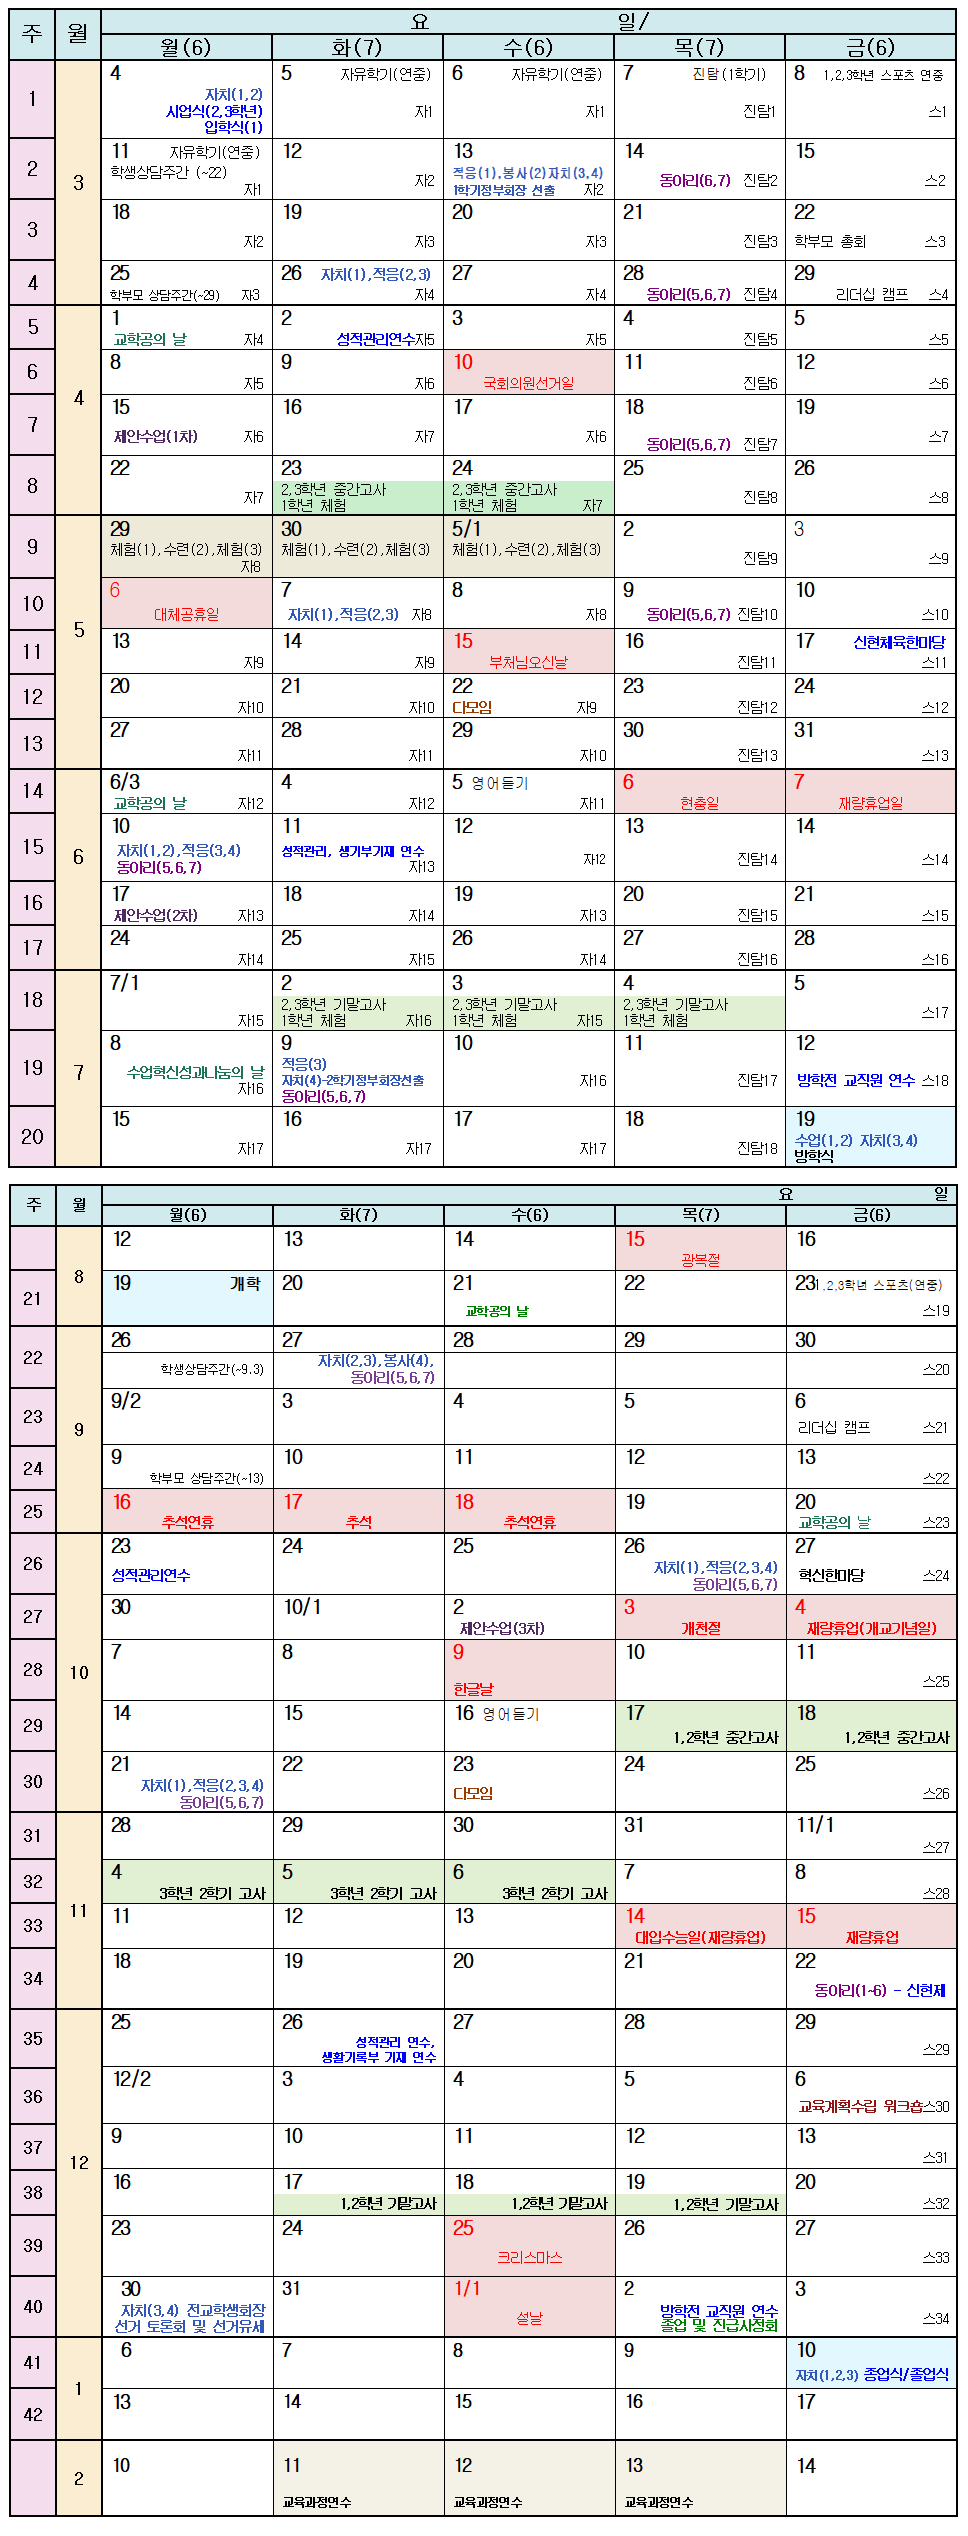 주 월 요 일/
월(6) 화(7) 수(6) 목(7) 금(6)
1 3 4 5 자유학기(연중) 6 자유학기(연중) 7 진탐(1학기) 8 1,2,3학년 스포츠 연중
자치(1,2)
시업식(2,3학년) 자1 자1 진탐1 스1
입학식(1)
2 11 자유학기(연중) 12 13 14 15
학생상담주간 (~22) 적응(1),봉사(2)자치(3,4)
자1 자2 1학기정부회장 선출 자2 동아리(6,7) 진탐2 스2
3 18 19 20 21 22
자2 자3 자3 진탐3 학부모 총회 스3
4 25 26 자치(1),적응(2,3) 27 28 29
학부모 상담주간(~29) 자3 자4 자4 동아리(5,6,7) 진탐4 리더십 캠프 스4
5 4 1 2 3 4 5
교학공의 날 자4 성적관리연수자5 자5 진탐5 스5
6 8 9 10 11 12
자5 자6 국회의원선거일 진탐6 스6
7 15 16 17 18 19
제안수업(1차) 자6 자7 자6 동아리(5,6,7) 진탐7 스7
8 22 23 24 25 26
2,3학년 중간고사 2,3학년 중간고사
자7 1학년 체험 1학년 체험 자7 진탐8 스8
9 5 29 30 5/1 2 3
체험(1),수련(2),체험(3) 체험(1),수련(2),체험(3) 체험(1),수련(2),체험(3)
자8 진탐9 스9
10 6 7 8 9 10
대체공휴일 자치(1),적응(2,3) 자8 자8 동아리(5,6,7) 진탐10 스10
11 13 14 15 16 17 신현체육한마당
자9 자9 부처님오신날 진탐11 스11
12 20 21 22 23 24
자10 자10 다모임 자9 진탐12 스12
13 27 28 29 30 31
자11 자11 자10 진탐13 스13
14 6 6/3 4 5 영어듣기 6 7
교학공의 날 자12 자12 자11 현충일 재량휴업일
15 10 11 12 13 14
자치(1,2),적응(3,4) 성적관리, 생기부기재 연수
동아리(5,6,7) 자13 자12 진탐14 스14
16 17 18 19 20 21
제안수업(2차) 자13 자14 자13 진탐15 스15
17 24 25 26 27 28
자14 자15 자14 진탐16 스16
18 7 7/1 2 3 4 5
2,3학년 기말고사 2,3학년 기말고사 2,3학년 기말고사
자15 1학년 체험 자16 1학년 체험 자15 1학년 체험 스17
19 8 9 10 11 12
수업혁신성과나눔의 날 적응(3)
자16 자치(4)-2학기정부회장선출 자16 진탐17 방학전 교직원 연수 스18
동아리(5,6,7)
20 15 16 17 18 19
수업(1,2) 자치(3,4)
자17 자17 자17 진탐18 방학식
주 월 요 일
월(6) 화(7) 수(6) 목(7) 금(6)
8 12 13 14 15 16
광복절
21 19 개학 20 21 22 23 1,2,3학년 스포츠(연중)
교학공의 날 스19
22 9 26 27 28 29 30
학생상담주간(~9.3) 자치(2,3),봉사(4), 스20
동아리(5,6,7)
23 9/2 3 4 5 6
리더십 캠프 스21
24 9 10 11 12 13
학부모 상담주간(~13) 스22
25 16 17 18 19 20
추석연휴 추석 추석연휴 교학공의 날 스23
26 10 23 24 25 26 27
성적관리연수 자치(1),적응(2,3,4) 혁신한마당 스24
동아리(5,6,7)
27 30 10/1 2 3 4
제안수업(3차) 개천절 재량휴업(개교기념일)
28 7 8 9 10 11
한글날 스25
29 14 15 16 영어듣기 17 18
1,2학년 중간고사 1,2학년 중간고사
30 21 22 23 24 25
자치(1),적응(2,3,4) 다모임 스26
동아리(5,6,7)
31 11 28 29 30 31 11/1
스27
32 4 5 6 7 8
3학년 2학기 고사 3학년 2학기 고사 3학년 2학기 고사 스28
33 11 12 13 14 15
대입수능일(재량휴업) 재량휴업
34 18 19 20 21 22
동아리(1~6) - 신현제
35 12 25 26 27 28 29
성적관리 연수,
생활기록부 기재 연수 스29
36 12/2 3 4 5 6
교육계획수립 워크숍스30
37 9 10 11 12 13
스31
38 16 17 18 19 20
1,2학년 기말고사 1,2학년 기말고사 1,2학년 기말고사 스32
39 23 24 25 26 27
크리스마스 스33
40 30 31 1/1 2 3
자치(3,4) 전교학생회장 설날 방학전 교직원 연수 스34
선거 토론회 및 선거유세 졸업 및 진급사정회
41 1 6 7 8 9 10
자치(1,2,3) 종업식/졸업식
42 13 14 15 16 17
2 10 11 12 13 14
교육과정연수 교육과정연수 교육과정연수